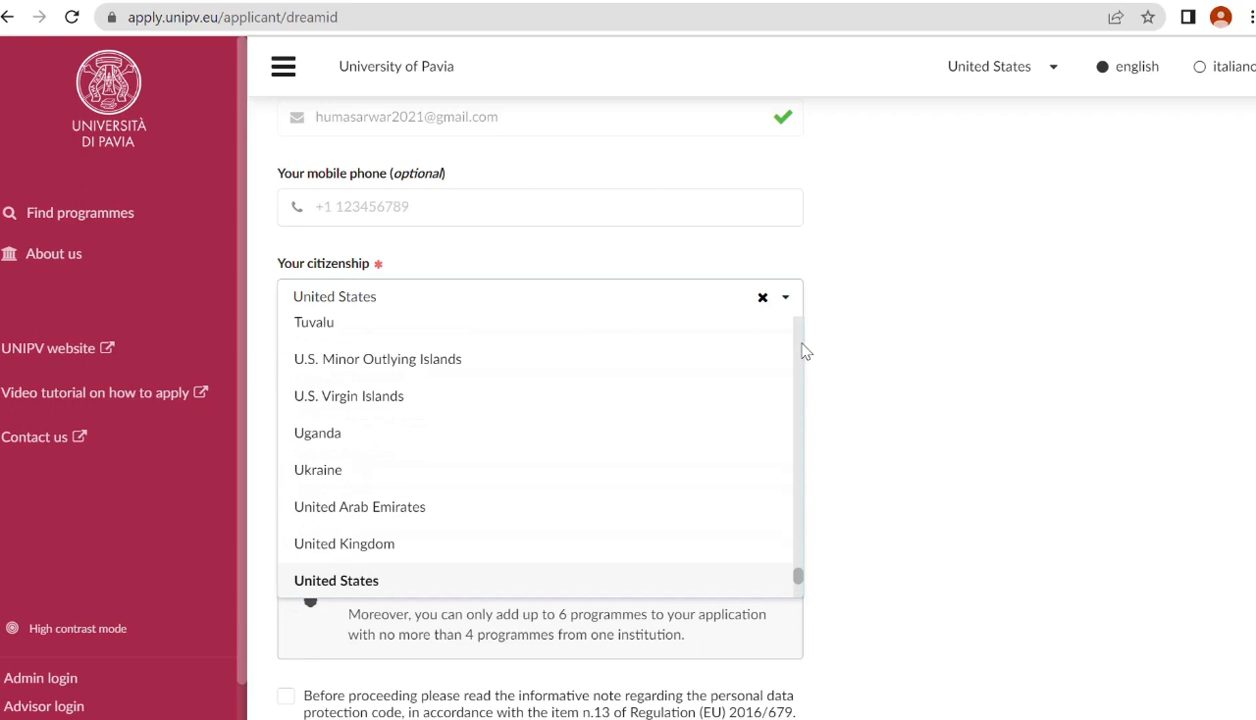 apply.unipv.eu/applicant/dreamid
UNIVERSITÀ
DI PAVIA
University of Pavia
United States
english
italiano
humasarwar2021@gmail.com
Find programmes
About us
UNIPV website
Video tutorial on how to apply
Contact us
High contrast mode
Admin login
Advisor login
Your mobile phone (optional)
+1 123456789
Your citizenship *
United States
Tuvalu
U.S. Minor Outlying Islands
U.S. Virgin Islands
Uganda
Ukraine
United Arab Emirates
United Kingdom
United States
Moreover, you can only add up to 6 programmes to your application
with no more than 4 programmes from one institution.
Before proceeding please read the informative note regarding the personal data
protection code, in accordance with the item n.13 of Regulation (EU) 2016/679.